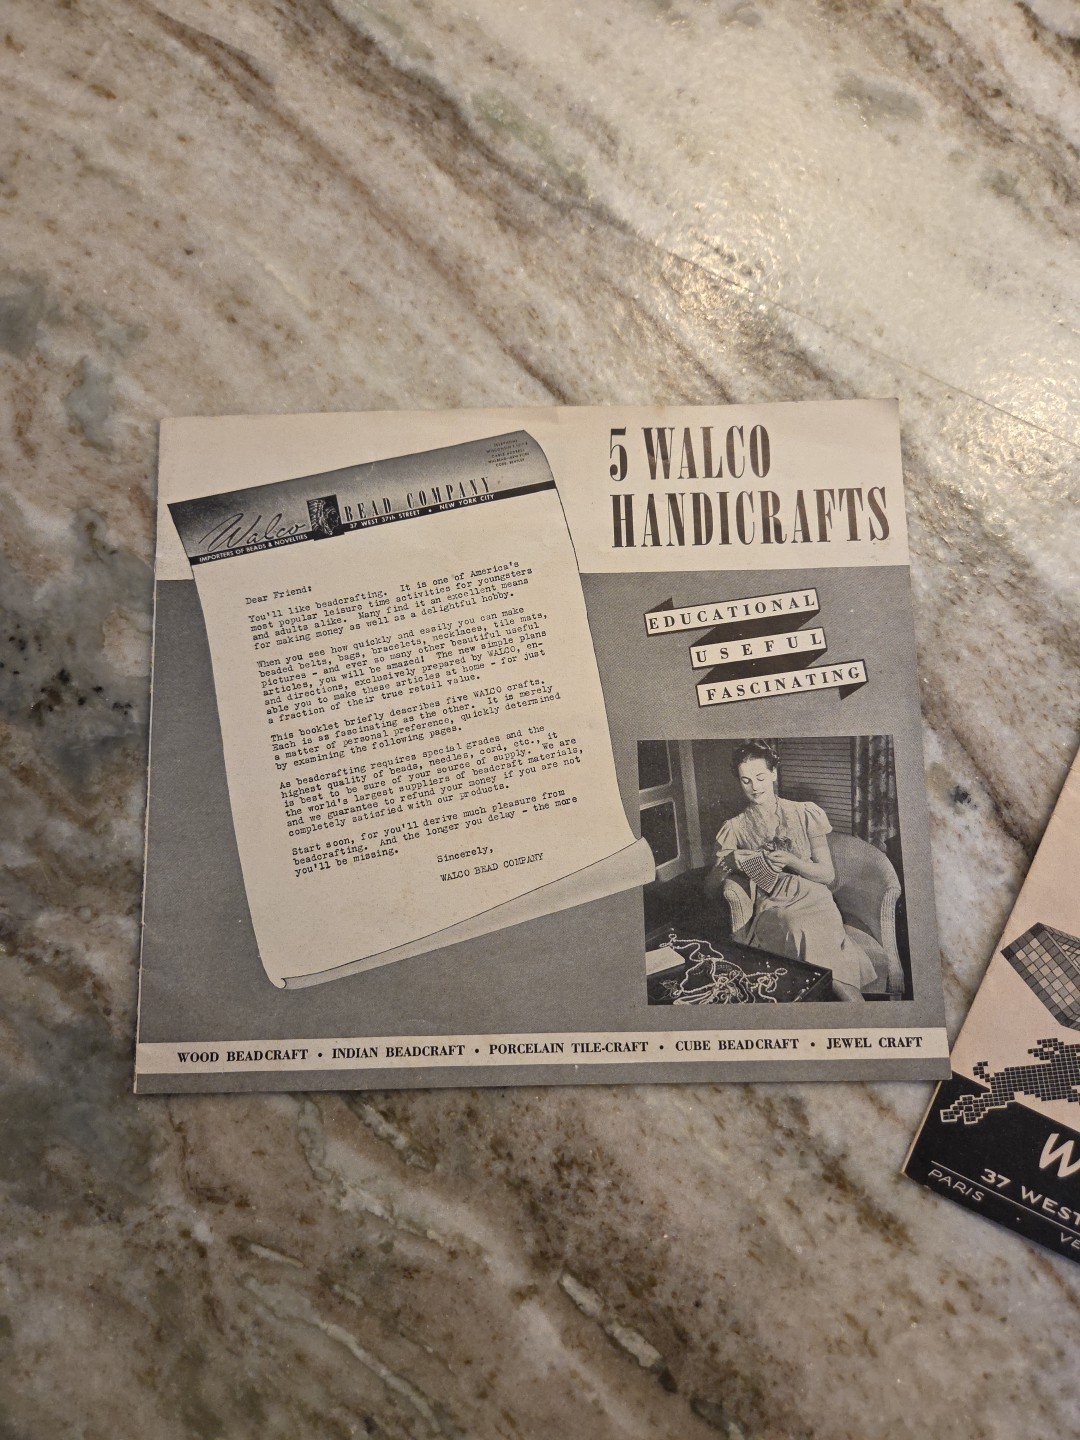 5 WALCO
HANDICRAFTS
Walco
BEAD COMPANY
37 WEST 37th STREET • NEW YORK CITY
IMPORTERS OF BEADS & NOVELTIES
Dear Friend:
You'll like beadcrafting. It is one of America's
most popular leisure time activities for youngsters
and adults alike. Many find it an excellent means
for making money as well as a delightful hobby.
When you see how quickly and easily you can make
beaded belts, bags, bracelets, necklaces, tile mats,
pictures - and ever so many other beautiful useful
articles, you will be amazed! The new simple plans
and directions, exclusively prepared by WALCO, en-
able you to make these articles at home - for just
a fraction of their true retail value.
This booklet briefly describes five WALCO crafts.
Each is as fascinating as the other. It is merely
a matter of personal preference, quickly determined
by examining the following pages.
As beadcrafting requires special grades and the
highest quality of beads, needles, cord, etc., it
is best to be sure of your source of supply. We are
the world's largest suppliers of beadcraft materials,
and we guarantee to refund your money if you are not
completely satisfied with our products.
Start soon, for you'll derive much pleasure from
beadcrafting. And the longer you delay - the more
you'll be missing.
Sincerely,
WALCO BEAD COMPANY
EDUCATIONAL
USEFUL
FASCINATING
WOOD BEADCRAFT • INDIAN BEADCRAFT • PORCELAIN TILE-CRAFT • CUBE BEADCRAFT • JEWEL CRAFT
W
37 WEST
PARIS
VE